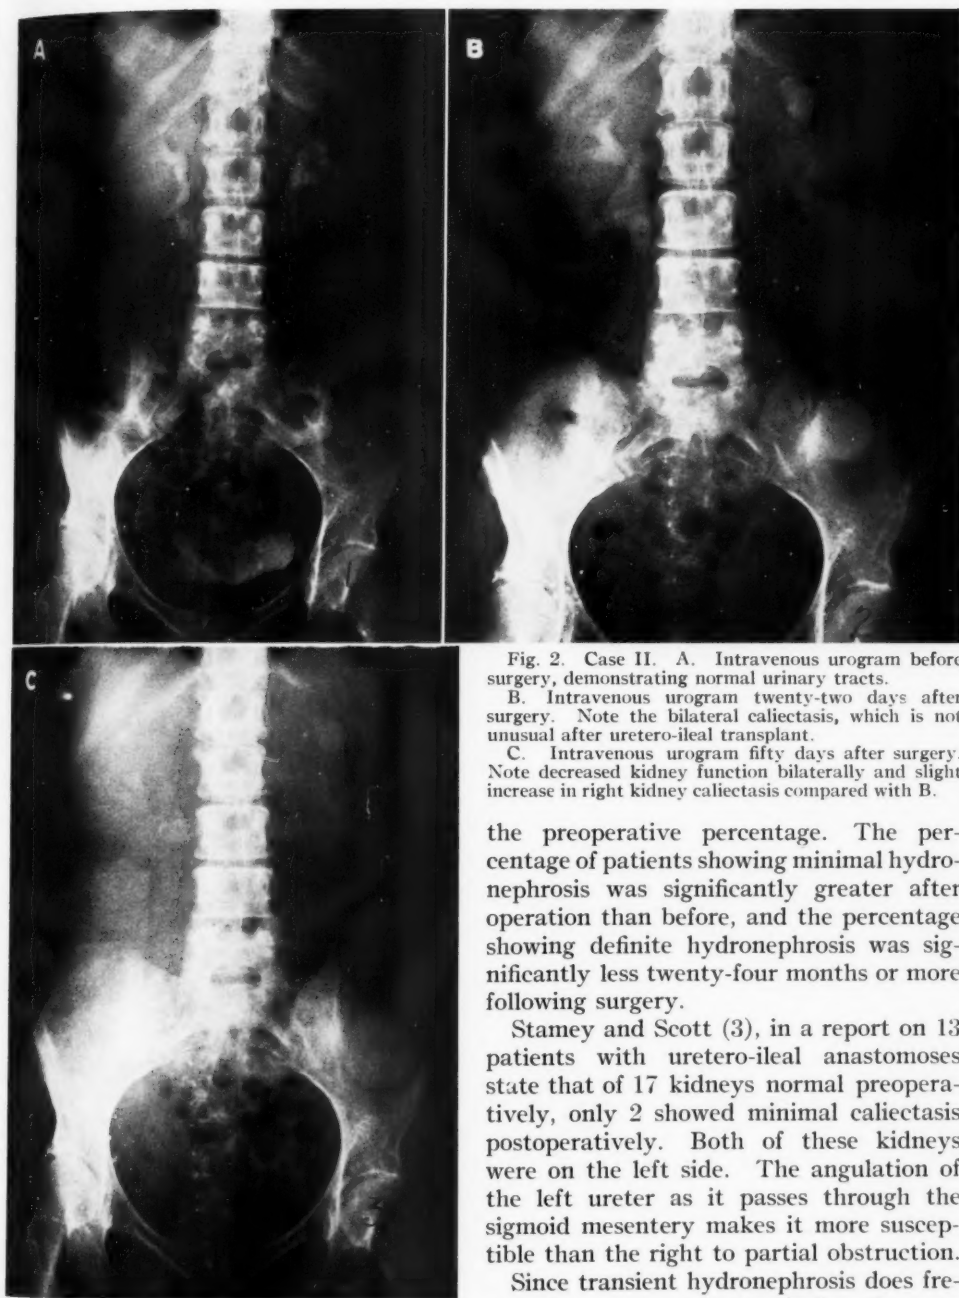 A
B
C
Fig. 2. Case II. A. Intravenous urogram before
surgery, demonstrating normal urinary tracts.
B. Intravenous urogram twenty-two days after
surgery. Note the bilateral caliectasis, which is not
unusual after uretero-ileal transplant.
C. Intravenous urogram fifty days after surgery.
Note decreased kidney function bilaterally and slight
increase in right kidney caliectasis compared with B.
the preoperative percentage. The per-
centage of patients showing minimal hydro-
nephrosis was significantly greater after
operation than before, and the percentage
showing definite hydronephrosis was sig-
nificantly less twenty-four months or more
following surgery.
Stamey and Scott (3), in a report on 13
patients with uretero-ileal anastomoses
state that of 17 kidneys normal preopera-
tively, only 2 showed minimal caliectasis
postoperatively. Both of these kidneys
were on the left side. The angulation of
the left ureter as it passes through the
sigmoid mesentery makes it more suscep-
tible than the right to partial obstruction.
Since transient hydronephrosis does fre-